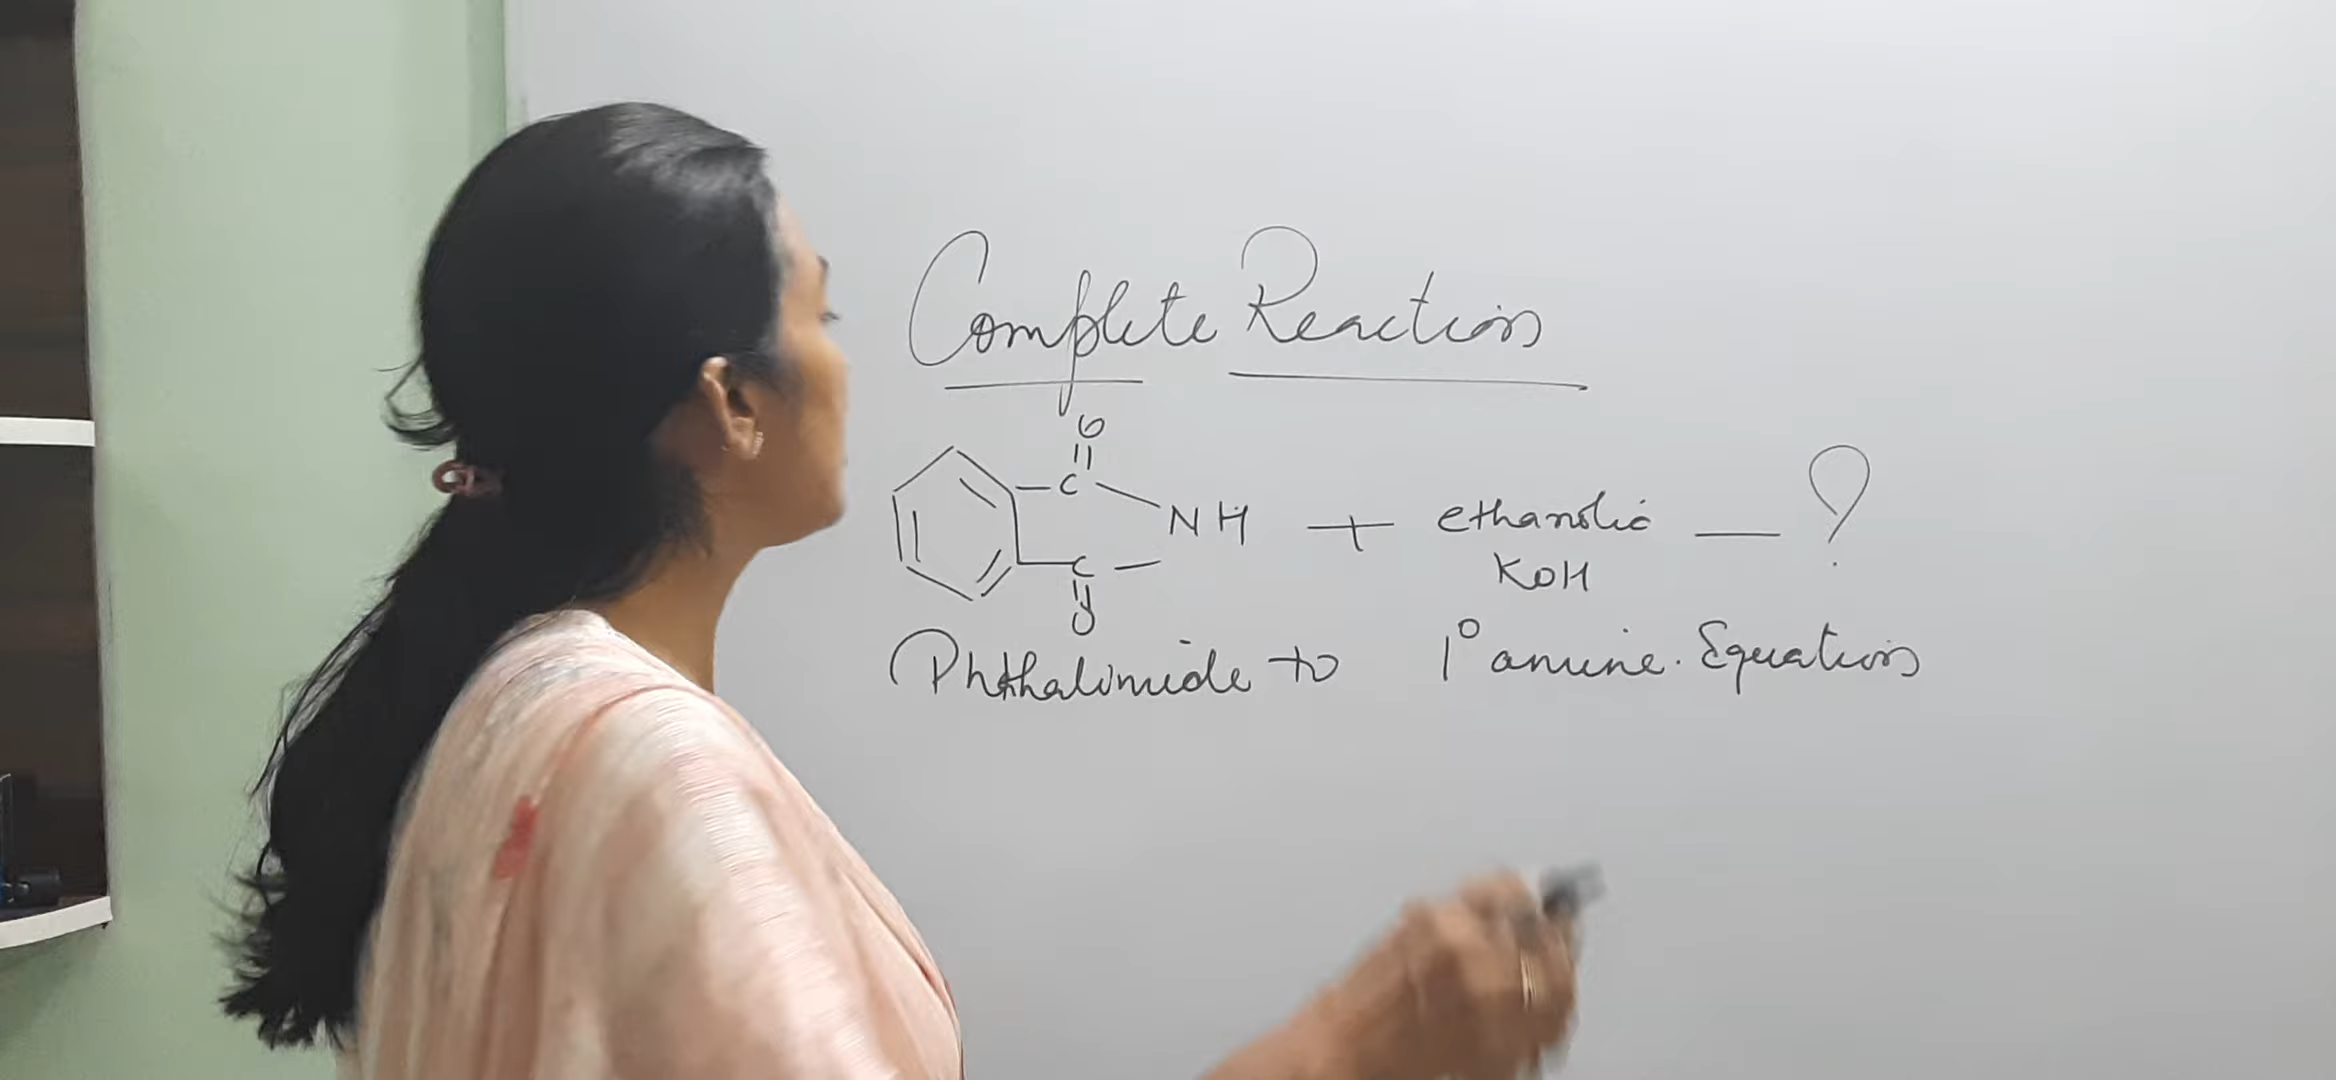 Complete Reaction
O
||
C
NH + ethanolic — ?
KOH
C
||
O
Phthalimide to 1° amine. Equation